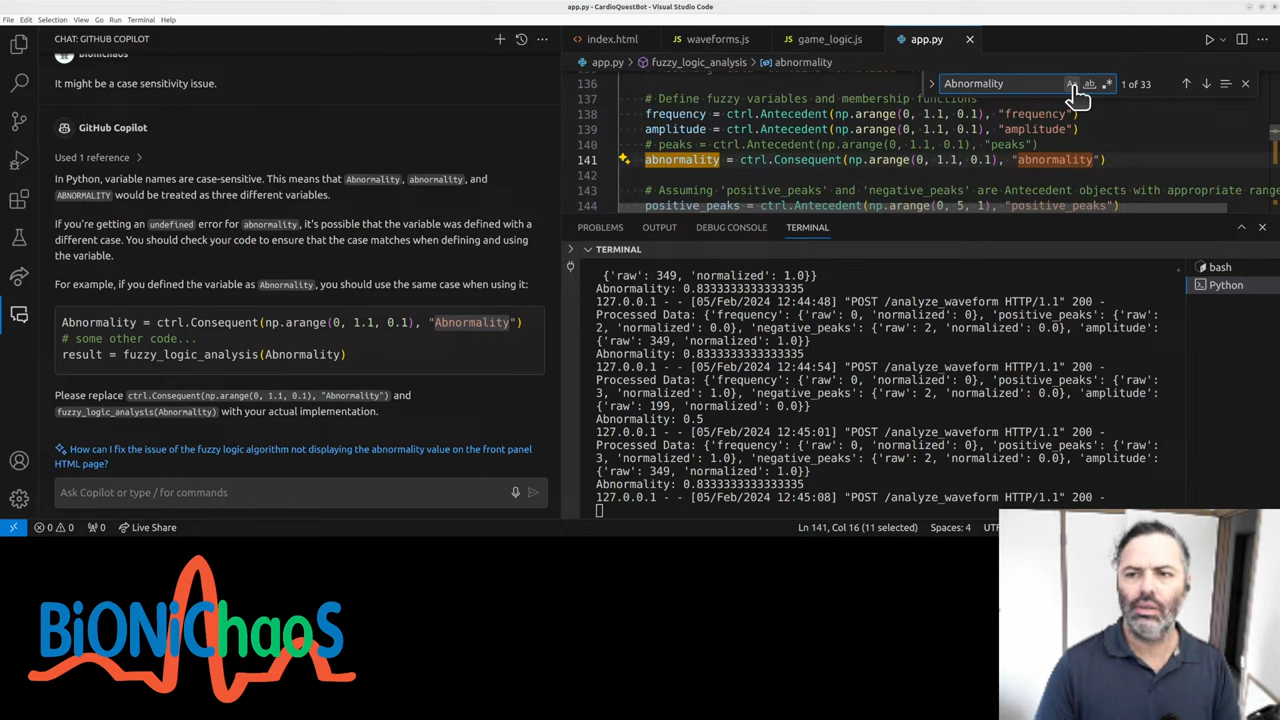 app.py - CardioQuestBot - Visual Studio Code
File Edit Selection View Go Run Terminal Help
CHAT: GITHUB COPILOT
BioniChaos
It might be a case sensitivity issue.
GitHub Copilot
Used 1 reference
In Python, variable names are case-sensitive. This means that Abnormality, abnormality, and
ABNORMALITY would be treated as three different variables.
If you're getting an undefined error for abnormality, it's possible that the variable was defined with a
different case. You should check your code to ensure that the case matches when defining and using
the variable.
For example, if you defined the variable as Abnormality, you should use the same case when using it:
Abnormality = ctrl.Consequent(np.arange(0, 1.1, 0.1), "Abnormality")
# some other code...
result = fuzzy_logic_analysis(Abnormality)
Please replace ctrl.Consequent(np.arange(0, 1.1, 0.1), "Abnormality") and
fuzzy_logic_analysis(Abnormality) with your actual implementation.
How can I fix the issue of the fuzzy logic algorithm not displaying the abnormality value on the front panel
HTML page?
Ask Copilot or type / for commands
index.html waveforms.js game_logic.js app.py
app.py fuzzy_logic_analysis abnormality
Abnormality Aa ab 1 of 33
136
137 # Define fuzzy variables and membership functions
138 frequency = ctrl.Antecedent(np.arange(0, 1.1, 0.1), "frequency")
139 amplitude = ctrl.Antecedent(np.arange(0, 1.1, 0.1), "amplitude")
140 # peaks = ctrl.Antecedent(np.arange(0, 1.1, 0.1), "peaks")
141 abnormality = ctrl.Consequent(np.arange(0, 1.1, 0.1), "abnormality")
142
143 # Assuming 'positive_peaks' and 'negative_peaks' are Antecedent objects with appropriate range
144 positive_peaks = ctrl.Antecedent(np.arange(0, 5, 1), "positive_peaks")
PROBLEMS OUTPUT DEBUG CONSOLE TERMINAL
TERMINAL
{'raw': 349, 'normalized': 1.0}}
Abnormality: 0.8333333333333335
127.0.0.1 - - [05/Feb/2024 12:44:48] "POST /analyze_waveform HTTP/1.1" 200 -
Processed Data: {'frequency': 0, 'positive_peaks': {'raw':
2, 'normalized': 0.0}, 'negative_peaks': {'raw': 2, 'normalized': 0.0}, 'amplitude':
{'raw': 349, 'normalized': 1.0}}
Abnormality: 0.8333333333333335
127.0.0.1 - - [05/Feb/2024 12:44:54] "POST /analyze_waveform HTTP/1.1" 200 -
Processed Data: {'frequency': {'raw': 0, 'normalized': 0.0}, 'positive_peaks': {'raw':
3, 'normalized': 1.0}, 'negative_peaks': {'raw': 2, 'normalized': 0.0}, 'amplitude':
{'raw': 199, 'normalized': 0.0}}
Abnormality: 0.5
127.0.0.1 - - [05/Feb/2024 12:45:01] "POST /analyze_waveform HTTP/1.1" 200 -
Processed Data: {'frequency': {'raw': 0, 'normalized': 0.0}, 'positive_peaks': {'raw':
3, 'normalized': 1.0}, 'negative_peaks': {'raw': 2, 'normalized': 0.0}, 'amplitude':
{'raw': 349, 'normalized': 1.0}}
Abnormality: 0.8333333333333335
127.0.0.1 - - [05/Feb/2024 12:45:08] "POST /analyze_waveform HTTP/1.1" 200 -
bash
Python
0 0 0 Live Share
Ln 141, Col 16 (11 selected) Spaces: 4
BiONiChaoS